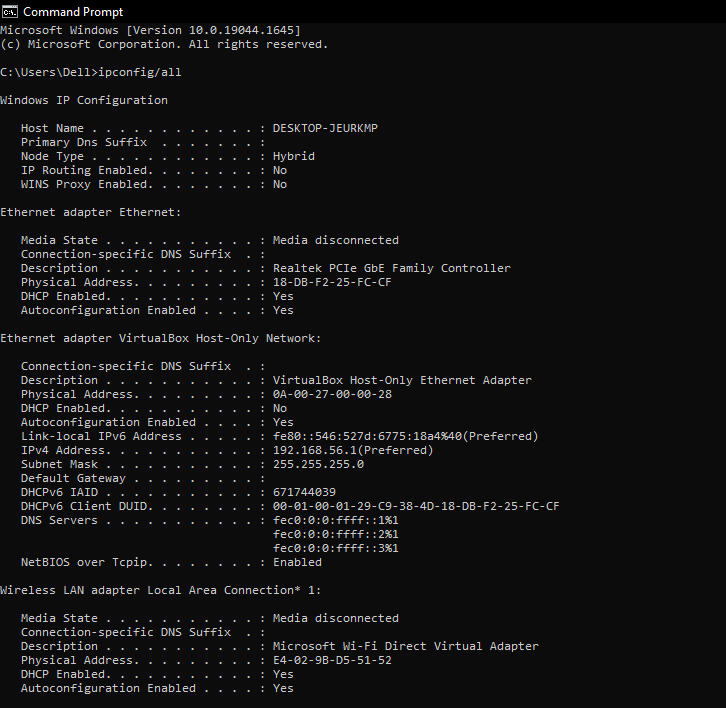 Command Prompt
Microsoft Windows [Version 10.0.19044.1645]
(c) Microsoft Corporation. All rights reserved.
C:\Users\Dell>ipconfig/all
Windows IP Configuration
   Host Name . . . . . . . . . . . . : DESKTOP-JEURKMP
   Primary Dns Suffix  . . . . . . . :
   Node Type . . . . . . . . . . . . : Hybrid
   IP Routing Enabled. . . . . . . . : No
   WINS Proxy Enabled. . . . . . . . : No
Ethernet adapter Ethernet:
   Media State . . . . . . . . . . . : Media disconnected
   Connection-specific DNS Suffix  . :
   Description . . . . . . . . . . . : Realtek PCIe GbE Family Controller
   Physical Address. . . . . . . . . : 18-DB-F2-25-FC-CF
   DHCP Enabled. . . . . . . . . . . : Yes
   Autoconfiguration Enabled . . . . : Yes
Ethernet adapter VirtualBox Host-Only Network:
   Connection-specific DNS Suffix  . :
   Description . . . . . . . . . . . : VirtualBox Host-Only Ethernet Adapter
   Physical Address. . . . . . . . . : 0A-00-27-00-00-28
   DHCP Enabled. . . . . . . . . . . : No
   Autoconfiguration Enabled . . . . : Yes
   Link-local IPv6 Address . . . . . : fe80::546:527d:6775:18a4%40(Preferred)
   IPv4 Address. . . . . . . . . . . : 192.168.56.1(Preferred)
   Subnet Mask . . . . . . . . . . . : 255.255.255.0
   Default Gateway . . . . . . . . . :
   DHCPv6 IAID . . . . . . . . . . . : 671744039
   DHCPv6 Client DUID. . . . . . . . : 00-01-00-01-29-C9-38-4D-18-DB-F2-25-FC-CF
   DNS Servers . . . . . . . . . . . : fec0:0:0:ffff::1%1
                                       fec0:0:0:ffff::2%1
                                       fec0:0:0:ffff::3%1
   NetBIOS over Tcpip. . . . . . . . : Enabled
Wireless LAN adapter Local Area Connection* 1:
   Media State . . . . . . . . . . . : Media disconnected
   Connection-specific DNS Suffix  . :
   Description . . . . . . . . . . . : Microsoft Wi-Fi Direct Virtual Adapter
   Physical Address. . . . . . . . . : E4-02-9B-D5-51-52
   DHCP Enabled. . . . . . . . . . . : Yes
   Autoconfiguration Enabled . . . . : Yes